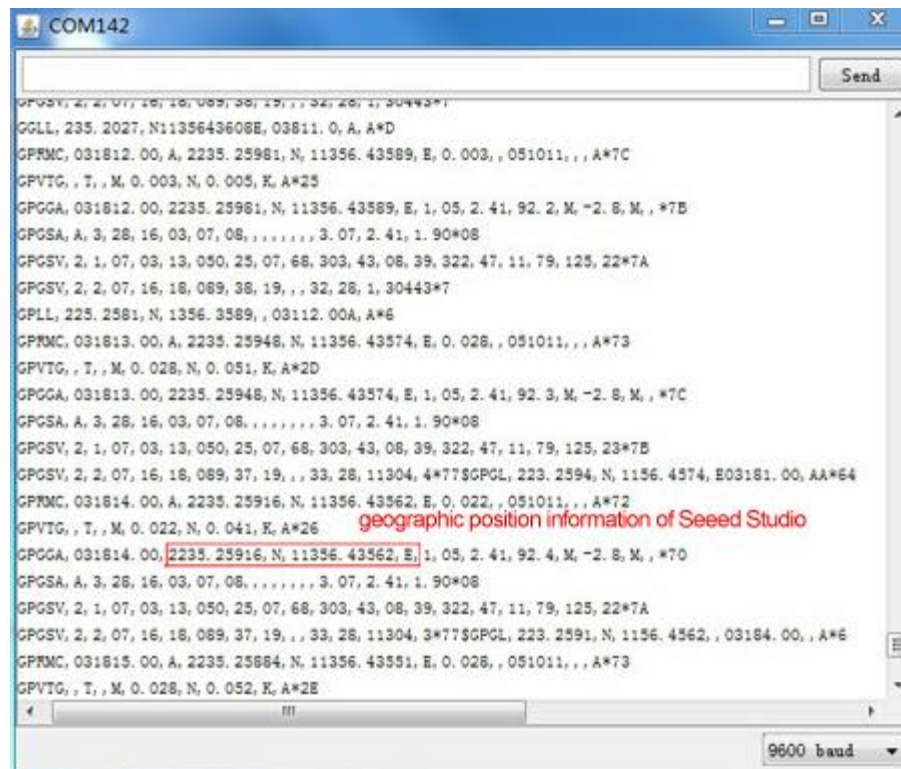 COM142
Send
GPGSV, 2, 2, 07, 16, 18, 089, 38, 19, , , 32, 28, 1, 30443*7
GGLL, 235. 2027, N1135643608E, 03811. 0, A, A*D
GPRMC, 031812. 00, A, 2235. 25981, N, 11356. 43589, E, 0. 003, , 051011, , , A*7C
GPVTG, , T, , M, 0. 003, N, 0. 005, K, A*25
GPGGA, 031812. 00, 2235. 25981, N, 11356. 43589, E, 1, 05, 2. 41, 92. 2, M, -2. 8, M, , *7B
GPGSA, A, 3, 28, 16, 03, 07, 08, , , , , , , , 3. 07, 2. 41, 1. 90*08
GPGSV, 2, 1, 07, 03, 13, 050, 25, 07, 68, 303, 43, 08, 39, 322, 47, 11, 79, 125, 22*7A
GPGSV, 2, 2, 07, 16, 18, 089, 38, 19, , , 32, 28, 1, 30443*7
GPLL, 225. 2581, N, 1356. 3589, , 03112. 00A, A*6
GPRMC, 031813. 00, A, 2235. 25948, N, 11356. 43574, E, 0. 028, , 051011, , , A*73
GPVTG, , T, , M, 0. 028, N, 0. 051, K, A*2D
GPGGA, 031813. 00, 2235. 25948, N, 11356. 43574, E, 1, 05, 2. 41, 92. 3, M, -2. 8, M, , *7C
GPGSA, A, 3, 28, 16, 03, 07, 08, , , , , , , , 3. 07, 2. 41, 1. 90*08
GPGSV, 2, 1, 07, 03, 13, 050, 25, 07, 68, 303, 43, 08, 39, 322, 47, 11, 79, 125, 23*7B
GPGSV, 2, 2, 07, 16, 18, 089, 37, 19, , , 33, 28, 11304, 4*77$GPGL, 223. 2594, N, 1156. 4574, E03181. 00, AA*64
GPRMC, 031814. 00, A, 2235. 25916, N, 11356. 43562, E, 0. 022, , 051011, , , A*72
GPVTG, , T, , M, 0. 022, N, 0. 041, K, A*26
geographic position information of Seeed Studio
GPGGA, 031814. 00, 2235. 25916, N, 11356. 43562, E, 1, 05, 2. 41, 92. 4, M, -2. 8, M, , *70
GPGSA, A, 3, 28, 16, 03, 07, 08, , , , , , , , 3. 07, 2. 41, 1. 90*08
GPGSV, 2, 1, 07, 03, 13, 050, 25, 07, 68, 303, 43, 08, 39, 322, 47, 11, 79, 125, 22*7A
GPGSV, 2, 2, 07, 16, 18, 089, 37, 19, , , 33, 28, 11304, 3*77$GPGL, 223. 2591, N, 1156. 4562, , 03184. 00, , A*6
GPRMC, 031815. 00, A, 2235. 25884, N, 11356. 43551, E, 0. 028, , 051011, , , A*73
GPVTG, , T, , M, 0. 028, N, 0. 052, K, A*2E
9600 baud